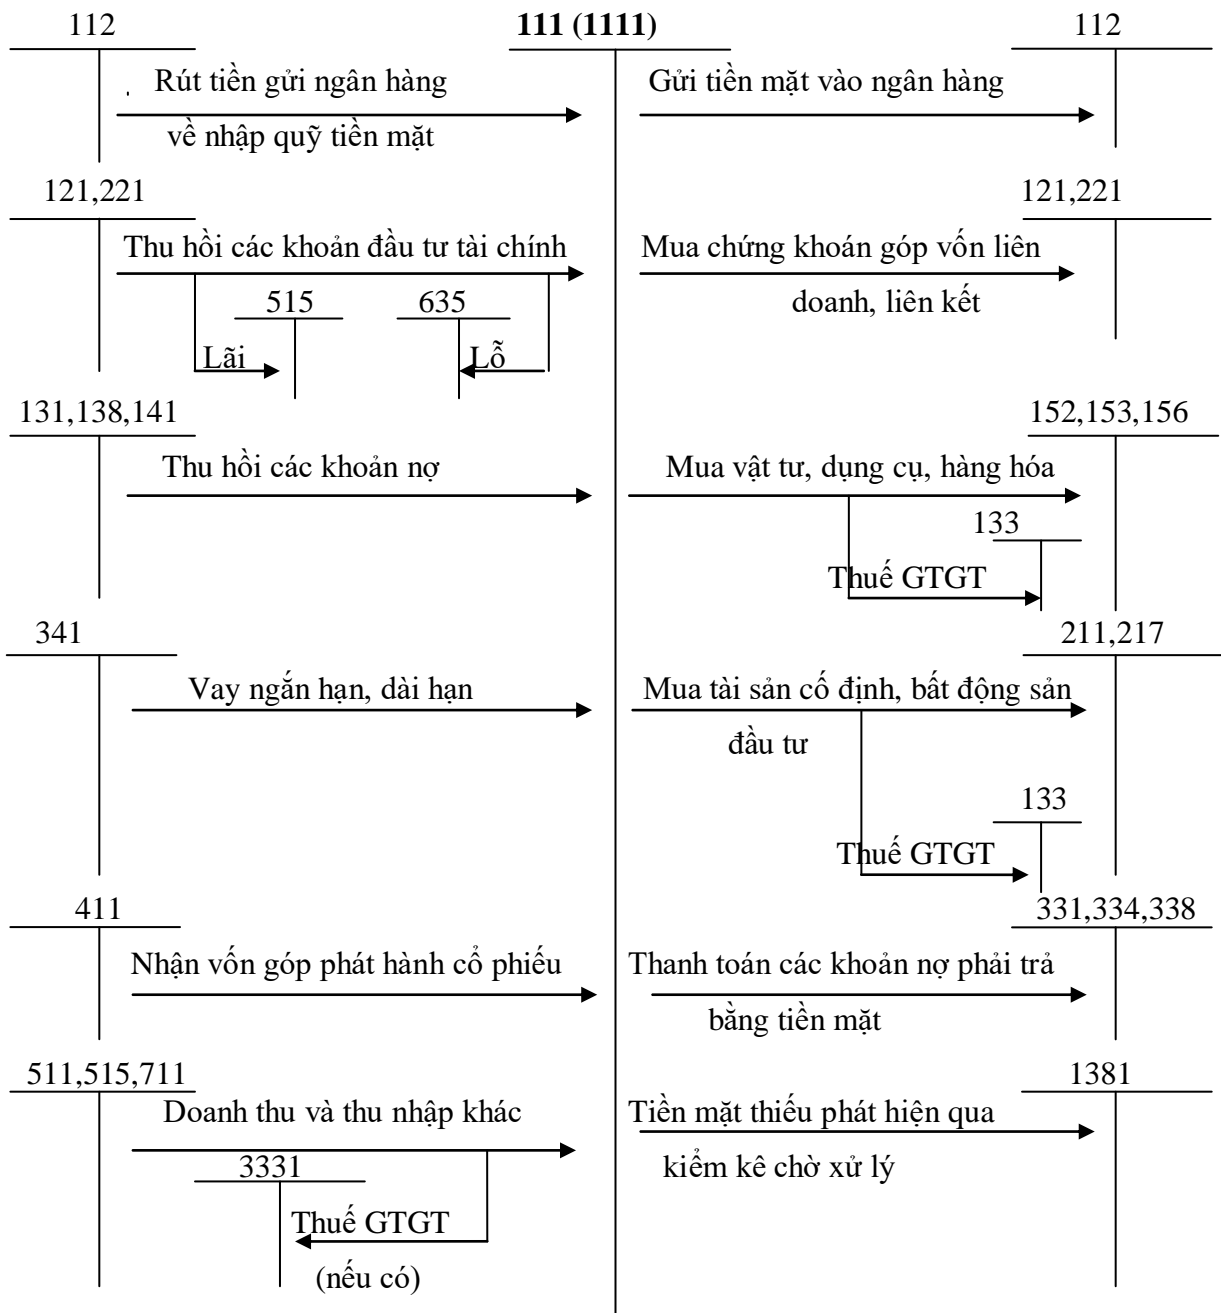 112 111 (1111) 112
Rút tiền gửi ngân hàng Gửi tiền mặt vào ngân hàng
về nhập quỹ tiền mặt
121,221 121,221
Thu hồi các khoản đầu tư tài chính Mua chứng khoán góp vốn liên
515 635 doanh, liên kết
Lãi Lỗ
131,138,141 152,153,156
Thu hồi các khoản nợ Mua vật tư, dụng cụ, hàng hóa
133
Thuế GTGT
341 211,217
Vay ngắn hạn, dài hạn Mua tài sản cố định, bất động sản
đầu tư
133
Thuế GTGT
411 331,334,338
Nhận vốn góp phát hành cổ phiếu Thanh toán các khoản nợ phải trả
bằng tiền mặt
511,515,711 1381
Doanh thu và thu nhập khác Tiền mặt thiếu phát hiện qua
3331 kiểm kê chờ xử lý
Thuế GTGT
(nếu có)